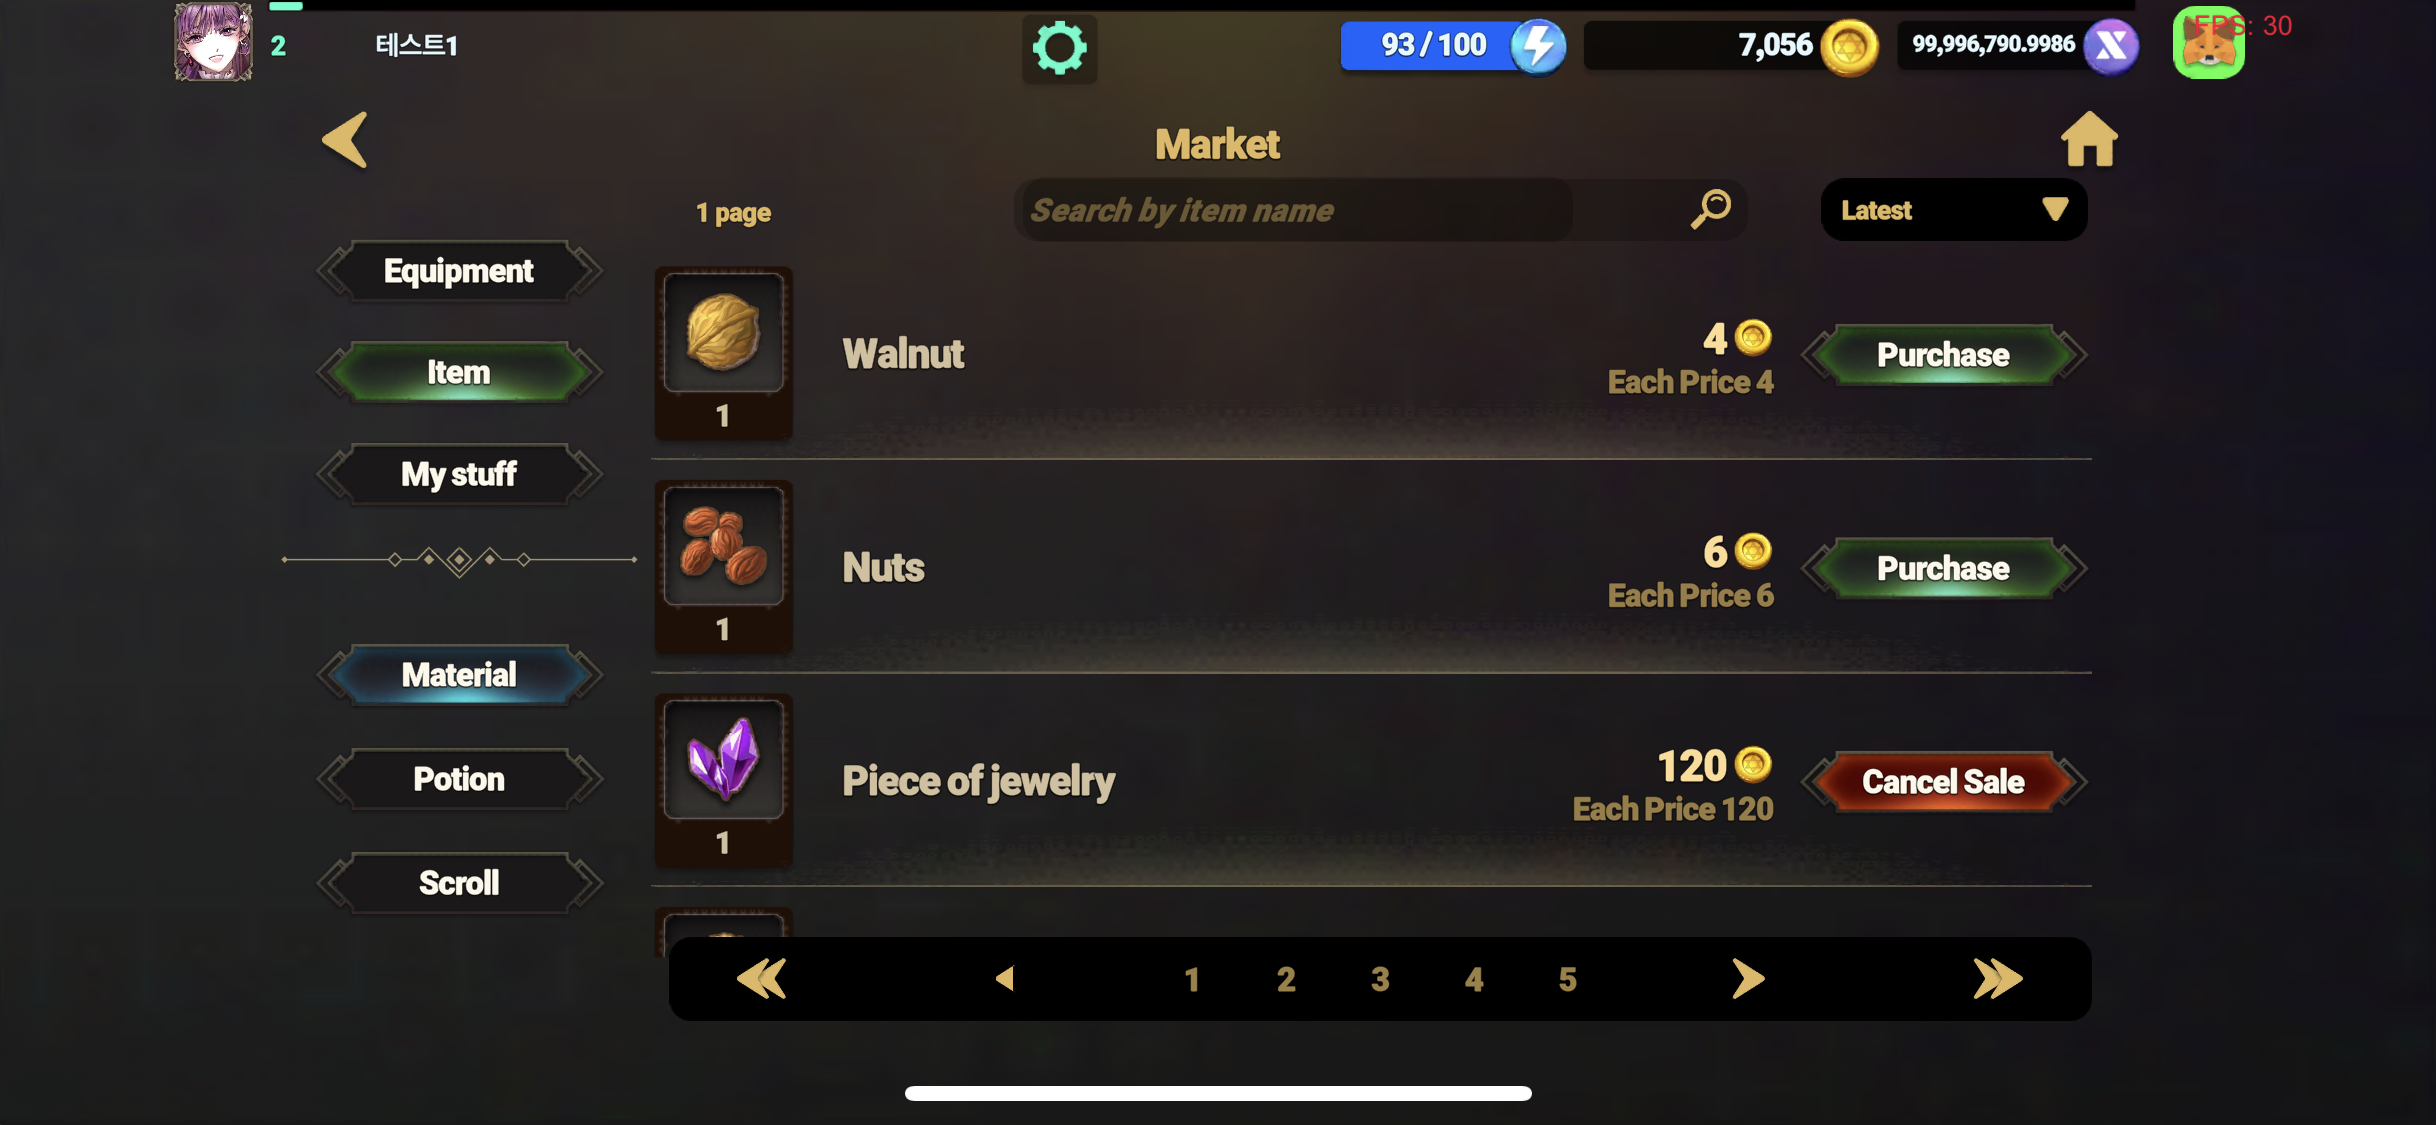 2
테스트1
93 / 100
7,056
99,996,790.9986
FPS: 30
Market
1 page
Search by item name
Latest
Equipment
Item
My stuff
Material
Potion
Scroll
1
Walnut
4
Each Price 4
Purchase
1
Nuts
6
Each Price 6
Purchase
1
Piece of jewelry
120
Each Price 120
Cancel Sale
1 2 3 4 5